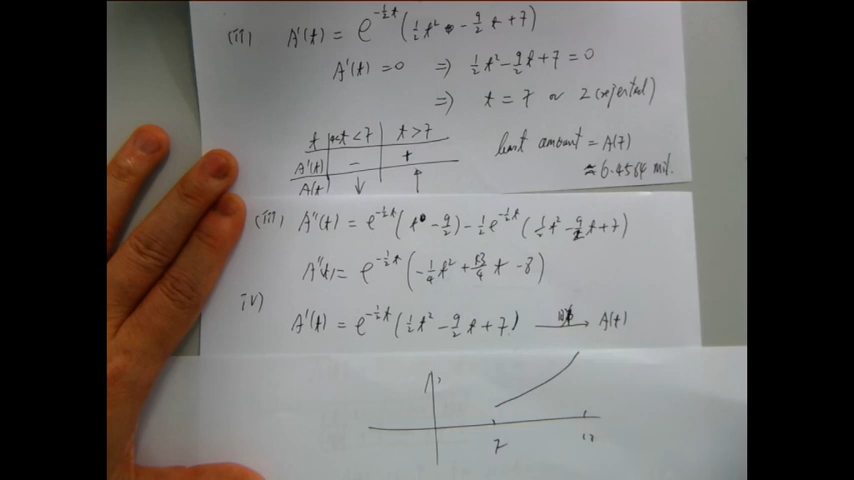 (ii) A'(t) = e^{-½t}(½t² - 9/2 t + 7)
A'(t) = 0 ⇒ ½t² - 9/2 t + 7 = 0
⇒ t = 7 or 2 (rejected)
t | <t<7 | t>7
A'(t) | - | +
A(t) | ↓ | ↑
least amount = A(7)
≈ 6.4564 mil.
(iii) A''(t) = e^{-½t}(t - 9/2) - ½e^{-½t}(½t² - 9/2 t + 7)
A''(t) = e^{-½t}(-¼t² + 13/4 t - 8)
iv) A'(t) = e^{-½t}(½t² - 9/2 t + 7) → A(t)
7